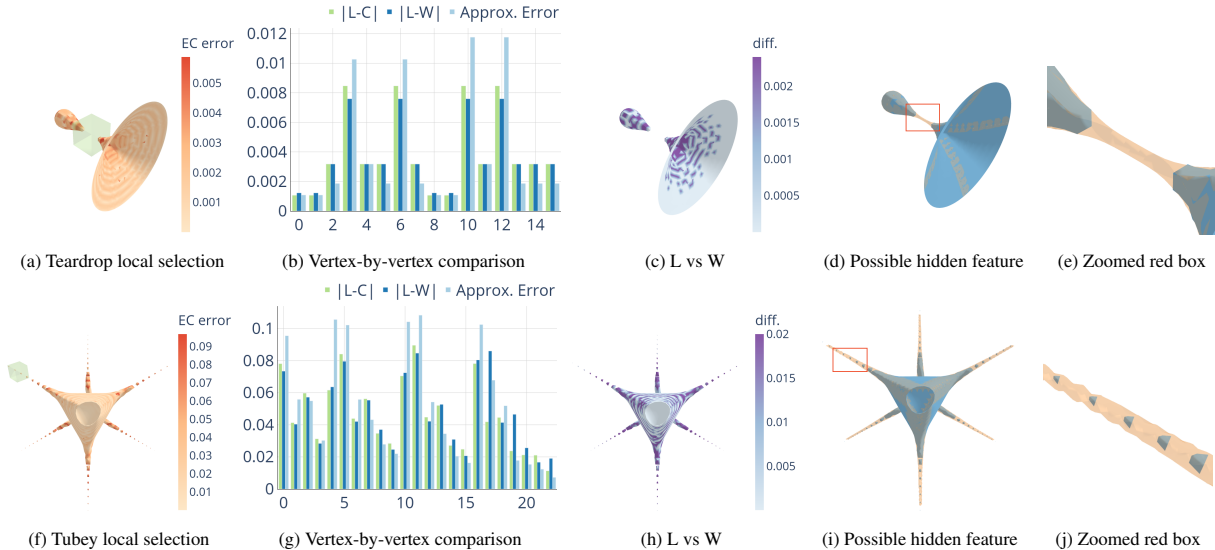 EC error
0.005
0.004
0.003
0.002
0.001
(a) Teardrop local selection
|L-C| |L-W| Approx. Error
0.012
0.01
0.008
0.006
0.004
0.002
0
0 2 4 6 8 10 12 14
(b) Vertex-by-vertex comparison
diff.
0.002
0.0015
0.001
0.0005
(c) L vs W
(d) Possible hidden feature
(e) Zoomed red box
EC error
0.09
0.08
0.07
0.06
0.05
0.04
0.03
0.02
0.01
(f) Tubey local selection
|L-C| |L-W| Approx. Error
0.1
0.08
0.06
0.04
0.02
0
0 5 10 15 20
(g) Vertex-by-vertex comparison
diff.
0.02
0.015
0.01
0.005
(h) L vs W
(i) Possible hidden feature
(j) Zoomed red box